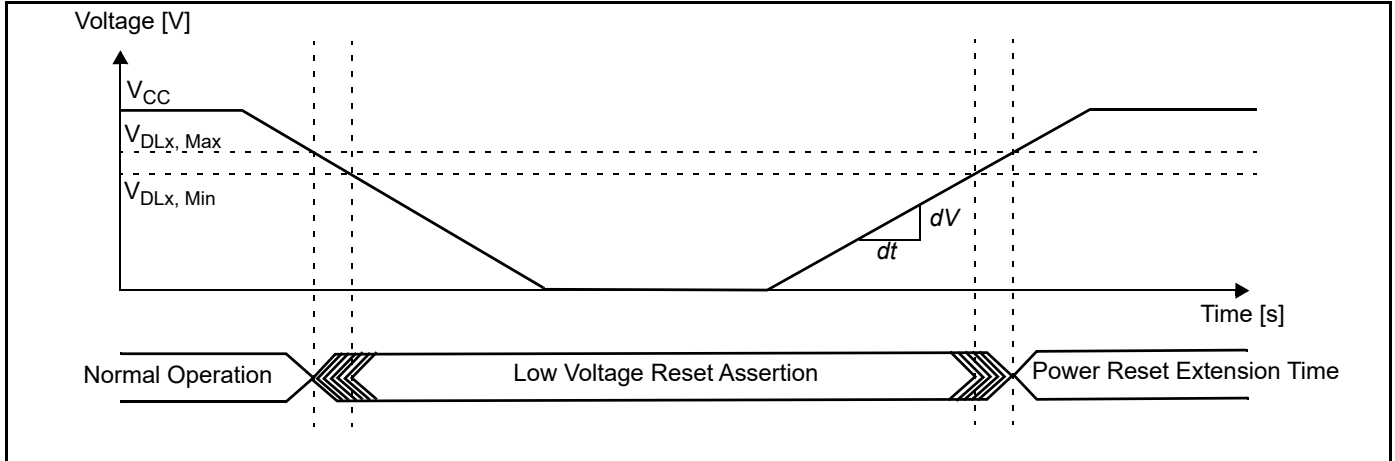 Voltage [V]
VCC
VDLx, Max
VDLx, Min
dV
dt
Time [s]
Normal Operation
Low Voltage Reset Assertion
Power Reset Extension Time